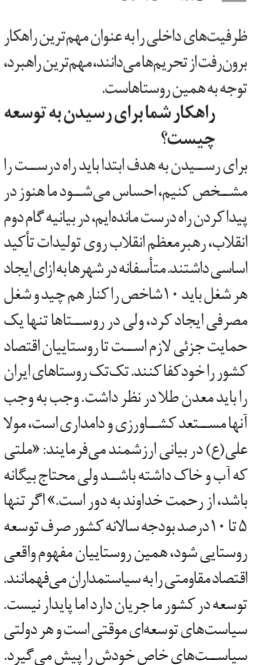 ظرفیت‌های داخلی را به عنوان مهم‌ترین راهکار
برون‌رفت از تحریم‌ها می‌دانند، مهم‌ترین راهبرد،
توجه به همین روستاهاست.
راهکار شما برای رسیدن به توسعه
چیست؟
برای رسیدن به هدف ابتدا باید راه درست را
مشخص کنیم، احساس می‌شود ما هنوز در
پیدا کردن راه درست مانده‌ایم، در بیانیه گام دوم
انقلاب، رهبر معظم انقلاب روی تولیدات تأکید
اساسی داشتند. متأسفانه در شهرها به ازای ایجاد
هر شغل باید ۱۰ شاخص را کنار هم چید و شغل
مصرفی ایجاد کرد، ولی در روستاها تنها یک
حمایت جزئی لازم است تا روستاییان اقتصاد
کشور را خودکفا کنند. تک‌تک روستاهای ایران
را باید معدن طلا در نظر داشت. وجب به وجب
آنها مستعد کشاورزی و دامداری است، مولا
علی(ع) در بیانی ارزشمند می‌فرمایند: «ملتی
که آب و خاک داشته باشد ولی محتاج بیگانه
باشد، از رحمت خداوند به دور است.» اگر تنها
۵ تا ۱۰ درصد بودجه سالانه کشور صرف توسعه
روستایی شود، همین روستاییان مفهوم واقعی
اقتصاد مقاومتی را به سیاستمداران می‌فهمانند.
توسعه در کشور ما جریان دارد اما پایدار نیست.
سیاست‌های توسعه‌ای موقتی است و هر دولتی
سیاست‌های خاص خودش را پیش می‌گیرد.